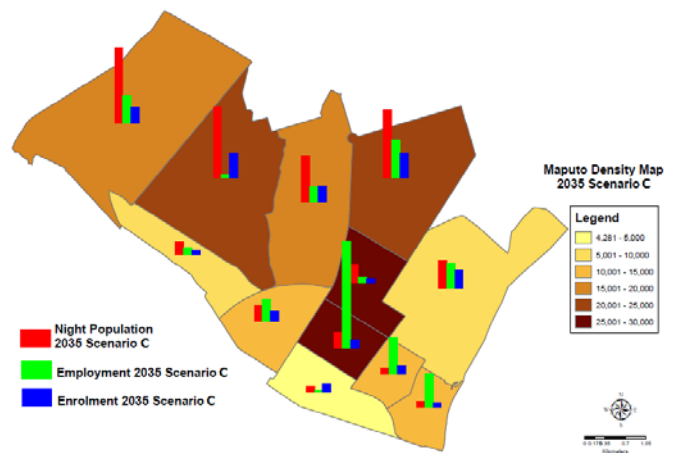 Maputo Density Map
2035 Scenario C
Legend
4,281 - 5,000
5,001 - 10,000
10,001 - 15,000
15,001 - 20,000
20,001 - 25,000
25,001 - 30,000
Night Population
2035 Scenario C
Employment 2035 Scenario C
Enrolment 2035 Scenario C
N
Kilometers